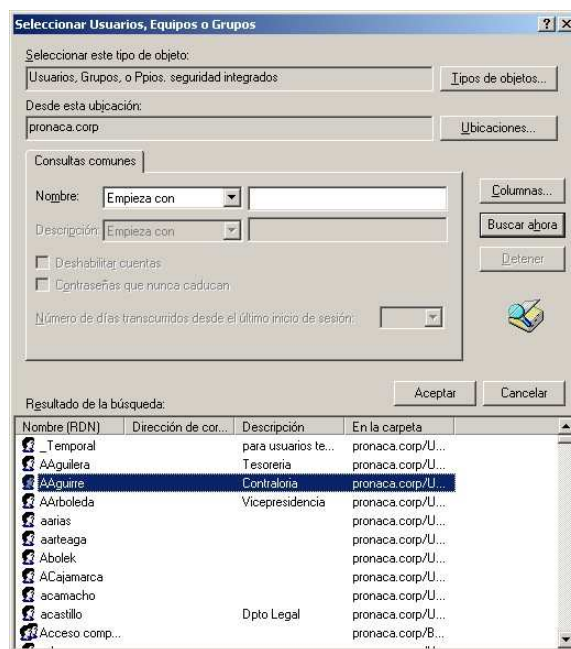 Seleccionar Usuarios, Equipos o Grupos
Seleccionar este tipo de objeto:
Usuarios, Grupos, o Ppios. seguridad integrados
Tipos de objetos...
Desde esta ubicación:
pronaca.corp
Ubicaciones...
Consultas comunes
Nombre: Empieza con
Columnas...
Descripción: Empieza con
Buscar ahora
Deshabilitar cuentas
Detener
Contraseñas que nunca caducan
Número de días transcurridos desde el último inicio de sesión:
Aceptar Cancelar
Resultado de la búsqueda:
Nombre (RDN) Dirección de cor... Descripción En la carpeta
_Temporal para usuarios te... pronaca.corp/U...
AAguilera Tesoreria pronaca.corp/U...
AAguirre Contraloria pronaca.corp/U...
AArboleda Vicepresidencia pronaca.corp/U...
aarias pronaca.corp/U...
aarteaga pronaca.corp/U...
Abolek pronaca.corp/U...
ACajamarca pronaca.corp/U...
acamacho pronaca.corp/U...
acastillo Dpto Legal pronaca.corp/U...
Acceso comp... pronaca.corp/B...